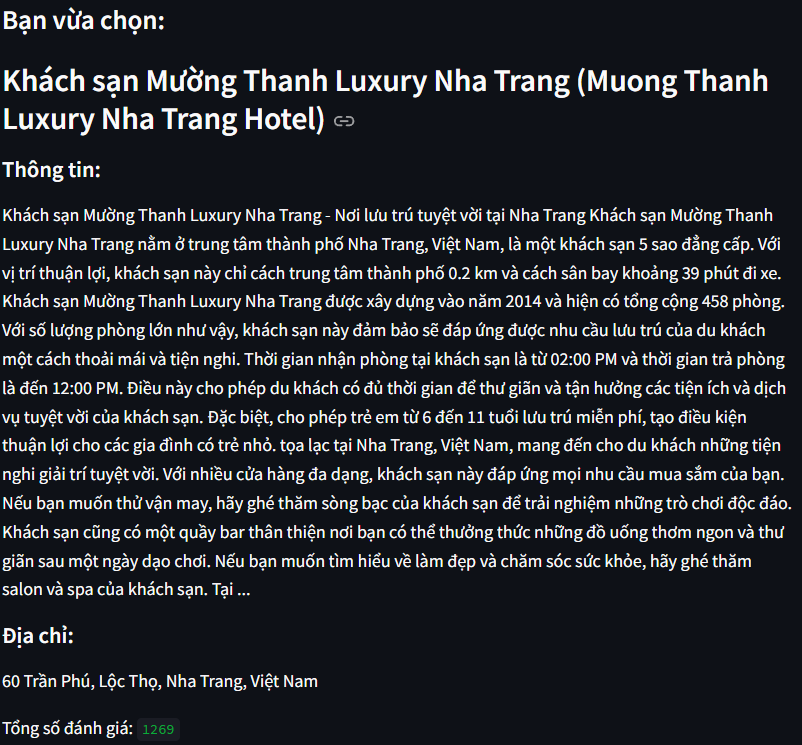 Bạn vừa chọn:
Khách sạn Mường Thanh Luxury Nha Trang (Muong Thanh
Luxury Nha Trang Hotel)
Thông tin:
Khách sạn Mường Thanh Luxury Nha Trang - Nơi lưu trú tuyệt vời tại Nha Trang Khách sạn Mường Thanh
Luxury Nha Trang nằm ở trung tâm thành phố Nha Trang, Việt Nam, là một khách sạn 5 sao đẳng cấp. Với
vị trí thuận lợi, khách sạn này chỉ cách trung tâm thành phố 0.2 km và cách sân bay khoảng 39 phút đi xe.
Khách sạn Mường Thanh Luxury Nha Trang được xây dựng vào năm 2014 và hiện có tổng cộng 458 phòng.
Với số lượng phòng lớn như vậy, khách sạn này đảm bảo sẽ đáp ứng được nhu cầu lưu trú của du khách
một cách thoải mái và tiện nghi. Thời gian nhận phòng tại khách sạn là từ 02:00 PM và thời gian trả phòng
là đến 12:00 PM. Điều này cho phép du khách có đủ thời gian để thư giãn và tận hưởng các tiện ích và dịch
vụ tuyệt vời của khách sạn. Đặc biệt, cho phép trẻ em từ 6 đến 11 tuổi lưu trú miễn phí, tạo điều kiện
thuận lợi cho các gia đình có trẻ nhỏ. tọa lạc tại Nha Trang, Việt Nam, mang đến cho du khách những tiện
nghi giải trí tuyệt vời. Với nhiều cửa hàng đa dạng, khách sạn này đáp ứng mọi nhu cầu mua sắm của bạn.
Nếu bạn muốn thử vận may, hãy ghé thăm sòng bạc của khách sạn để trải nghiệm những trò chơi độc đáo.
Khách sạn cũng có một quầy bar thân thiện nơi bạn có thể thưởng thức những đồ uống thơm ngon và thư
giãn sau một ngày dạo chơi. Nếu bạn muốn tìm hiểu về làm đẹp và chăm sóc sức khỏe, hãy ghé thăm
salon và spa của khách sạn. Tại ...
Địa chỉ:
60 Trần Phú, Lộc Thọ, Nha Trang, Việt Nam
Tổng số đánh giá: 1269